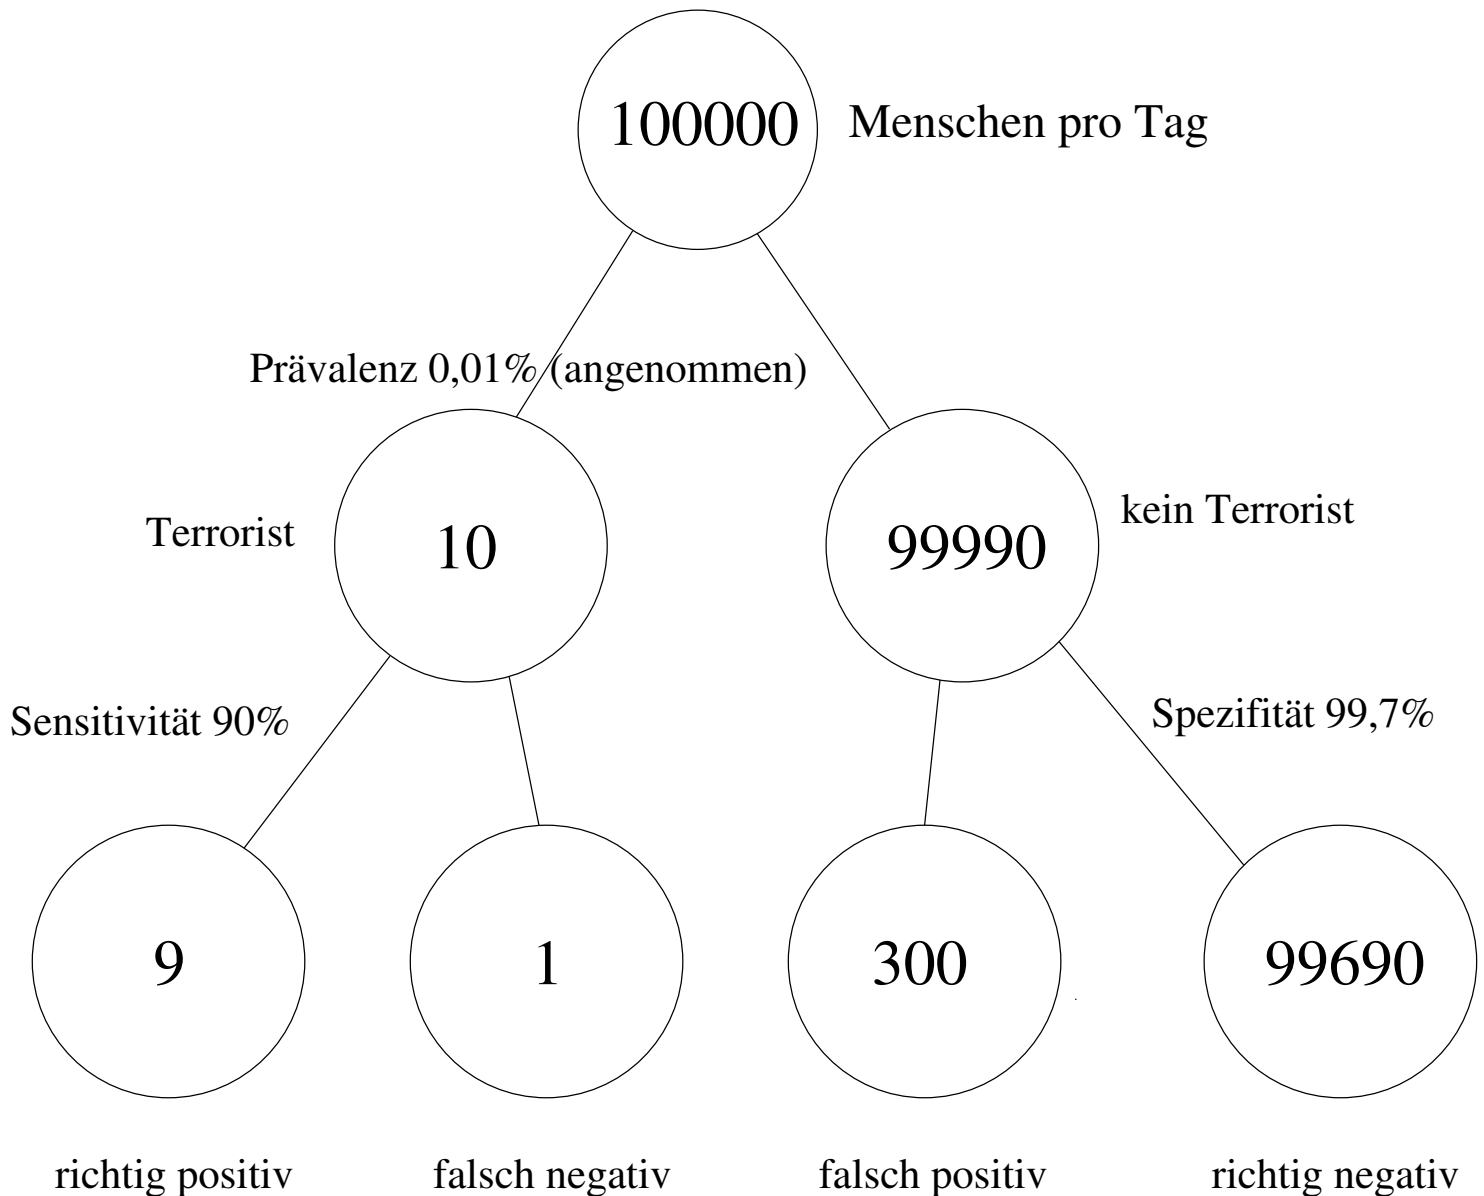 100000
Menschen pro Tag
Prävalenz 0,01% (angenommen)
Terrorist
10
99990
kein Terrorist
Sensitivität 90%
Spezifität 99,7%
9
1
300
99690
richtig positiv
falsch negativ
falsch positiv
richtig negativ